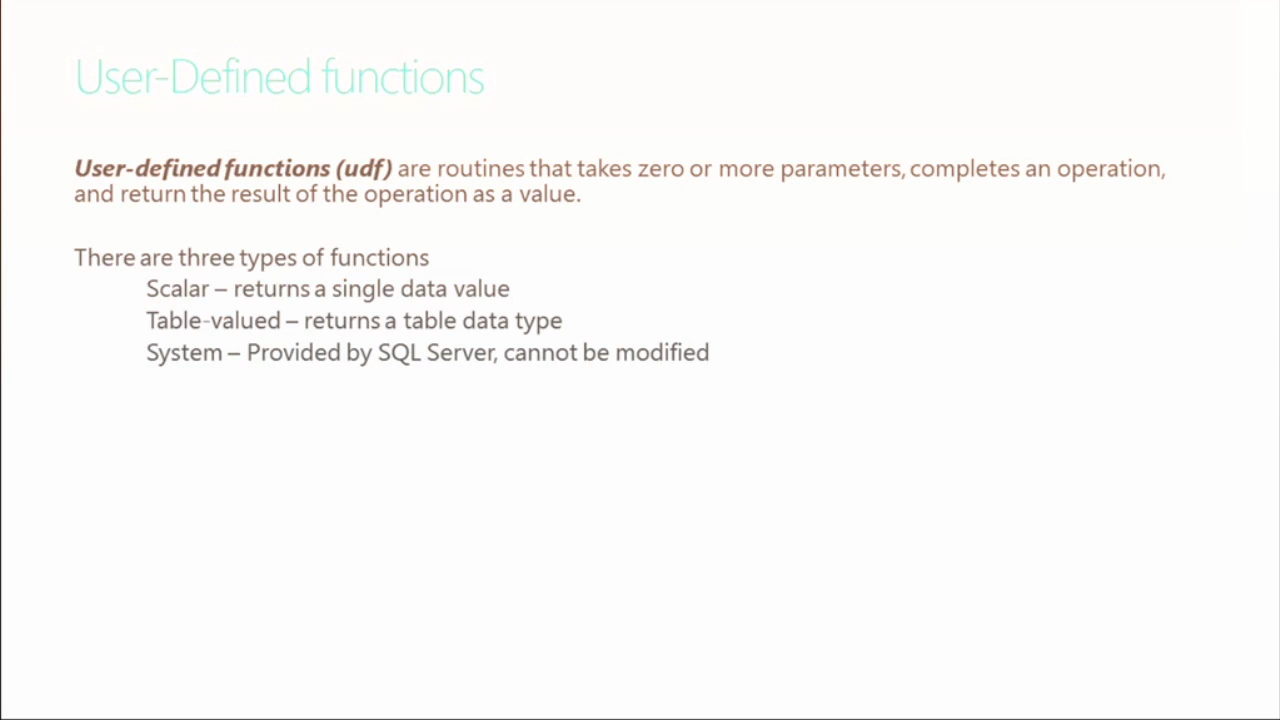 User-Defined functions
User-defined functions (udf) are routines that takes zero or more parameters, completes an operation,
and return the result of the operation as a value.
There are three types of functions
Scalar – returns a single data value
Table-valued – returns a table data type
System – Provided by SQL Server, cannot be modified